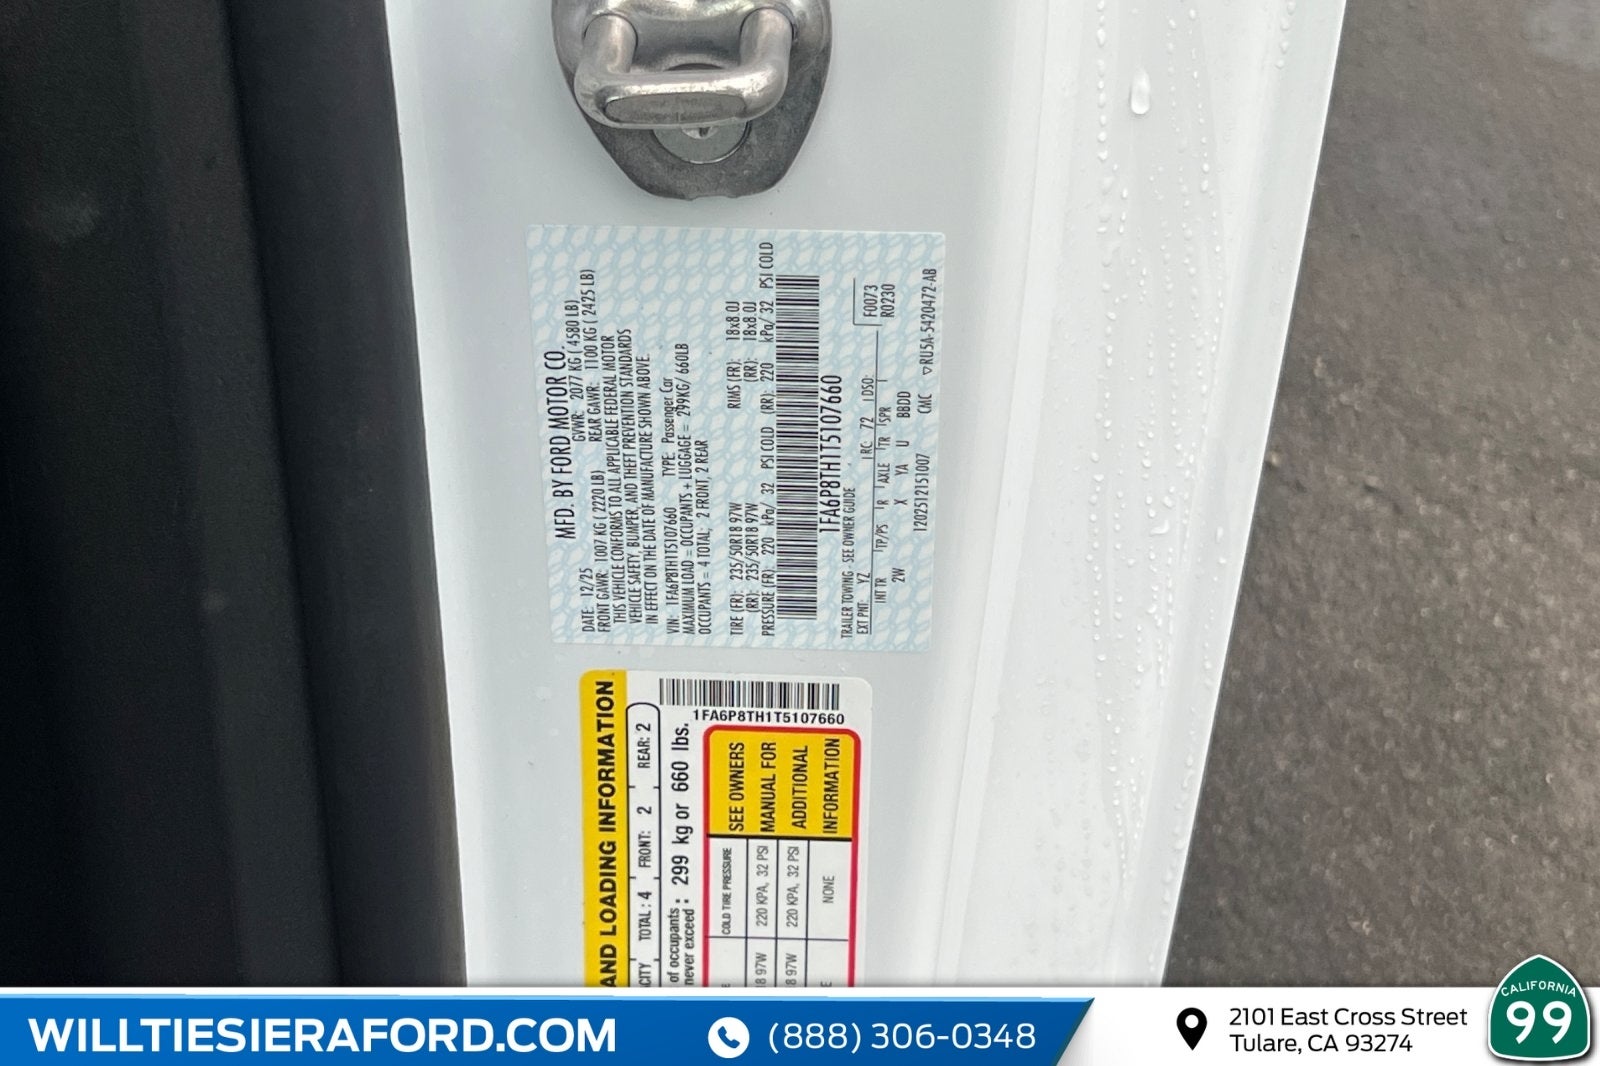 MFD. BY FORD MOTOR CO.
DATE: 12/25 GVWR: 2077 KG ( 4580 LB)
FRONT GAWR: 1007 KG ( 2220 LB) REAR GAWR: 1100 KG ( 2425 LB)
THIS VEHICLE CONFORMS TO ALL APPLICABLE FEDERAL MOTOR
VEHICLE SAFETY, BUMPER, AND THEFT PREVENTION STANDARDS
IN EFFECT ON THE DATE OF MANUFACTURE SHOWN ABOVE.
VIN: 1FA6P8TH1T5107660 TYPE: Passenger Car
MAXIMUM LOAD = OCCUPANTS + LUGGAGE = 299KG/ 660LB
OCCUPANTS = 4 TOTAL; 2 FRONT, 2 REAR
TIRE (FR): 235/50R18 97W RIMS (FR): 18x8.0J
(RR): 235/50R18 97W (RR): 18x8.0J
PRESSURE (FR): 220 kPa/ 32 PSI COLD (RR): 220 kPa/ 32 PSI COLD
1FA6P8TH1T5107660
TRAILER TOWING - SEE OWNER GUIDE
EXT PNT: YZ RC: 72 DSO: F0073
INT TR TP/PS R AXLE TR SPR R0230
2W X YA U BBDD
1202512151007 CMC ▽RU5A-5420472-AB
AND LOADING INFORMATION
CITY TOTAL : 4 FRONT: 2 REAR: 2
of occupants : 299 kg or 660 lbs.
never exceed :
1FA6P8TH1T5107660
COLD TIRE PRESSURE
8 97W 220 KPA, 32 PSI
8 97W 220 KPA, 32 PSI
E NONE
SEE OWNERS
MANUAL FOR
ADDITIONAL
INFORMATION
WILLTIESIERAFORD.COM
(888) 306-0348
2101 East Cross Street
Tulare, CA 93274
CALIFORNIA
99